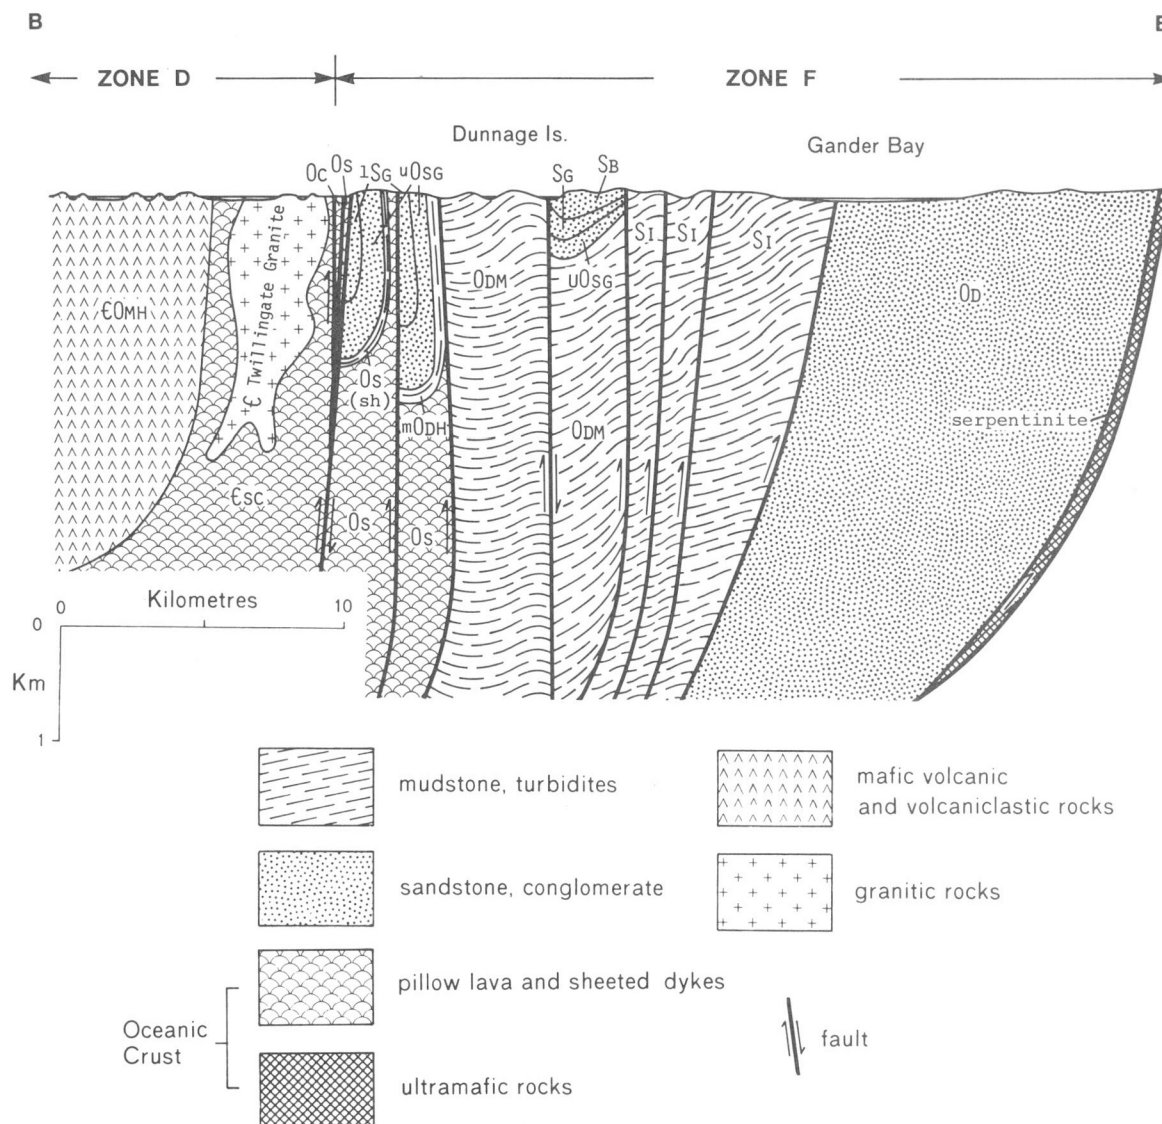 B
E
ZONE D
ZONE F
Dunnage Is.
Gander Bay
Oc
Os
lSG
uOSG
SG
SB
SI
SI
SI
ЄOMH
Є Twillingate Granite
ODM
uOSG
OD
Os
(sh)
mODH
ODM
serpentinite
ЄSC
Os
Os
0 Kilometres 10
0
Km
1
mudstone, turbidites
sandstone, conglomerate
pillow lava and sheeted dykes
Oceanic
Crust
ultramafic rocks
mafic volcanic
and volcaniclastic rocks
granitic rocks
fault